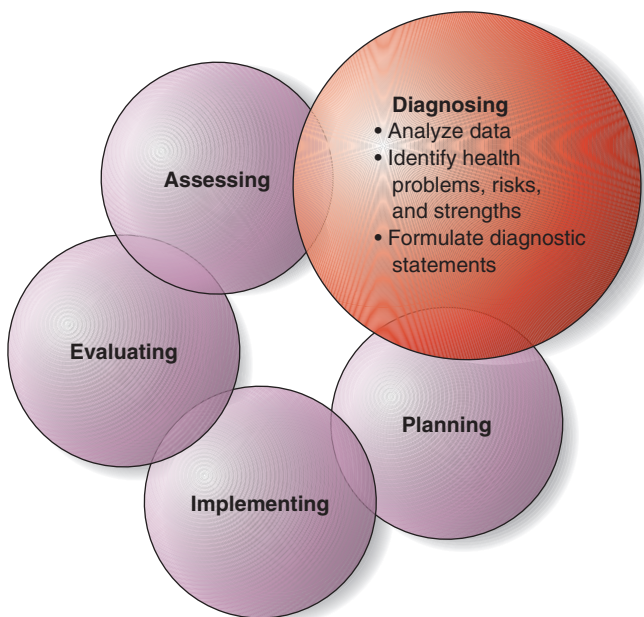 Diagnosing
• Analyze data
• Identify health
problems, risks,
and strengths
• Formulate diagnostic
statements
Assessing
Evaluating
Planning
Implementing